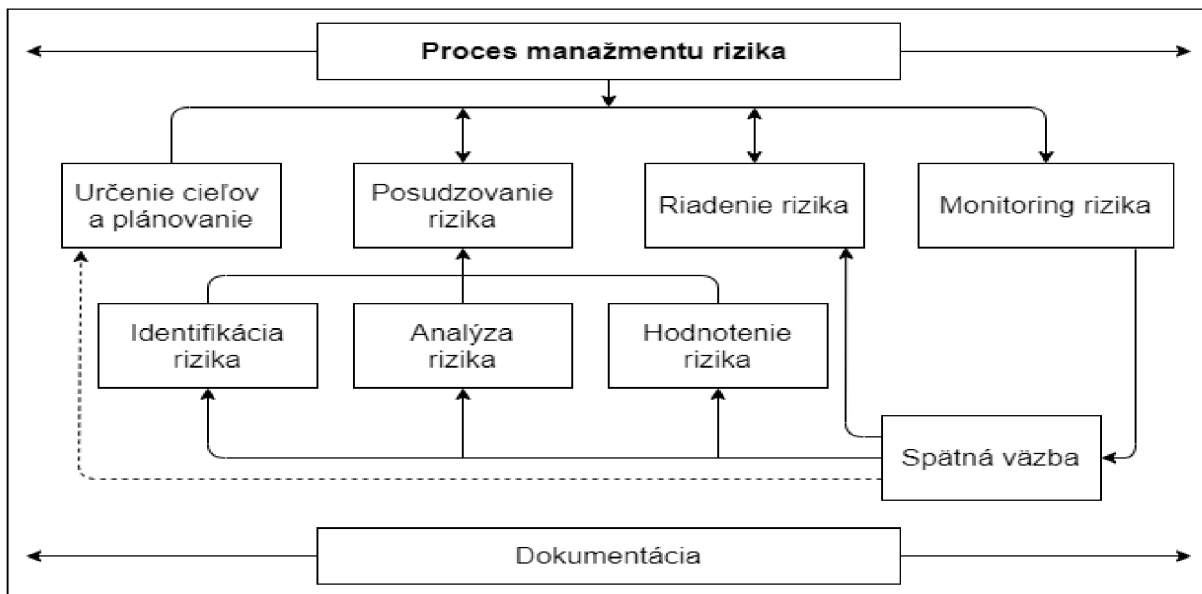 Proces manažmentu rizika
Určenie cieľov
a plánovanie
Posudzovanie
rizika
Riadenie rizika
Monitoring rizika
Identifikácia
rizika
Analýza
rizika
Hodnotenie
rizika
Spätná väzba
Dokumentácia